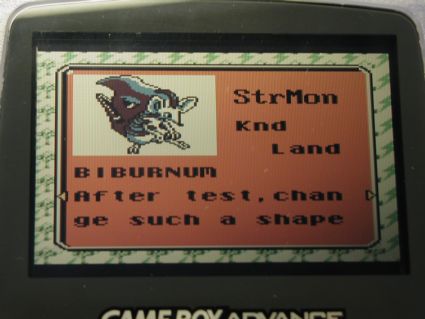 StrMon
Knd
Land
BIBURNUM
After test,chan
ge such a shape
GAME BOY ADVANCE